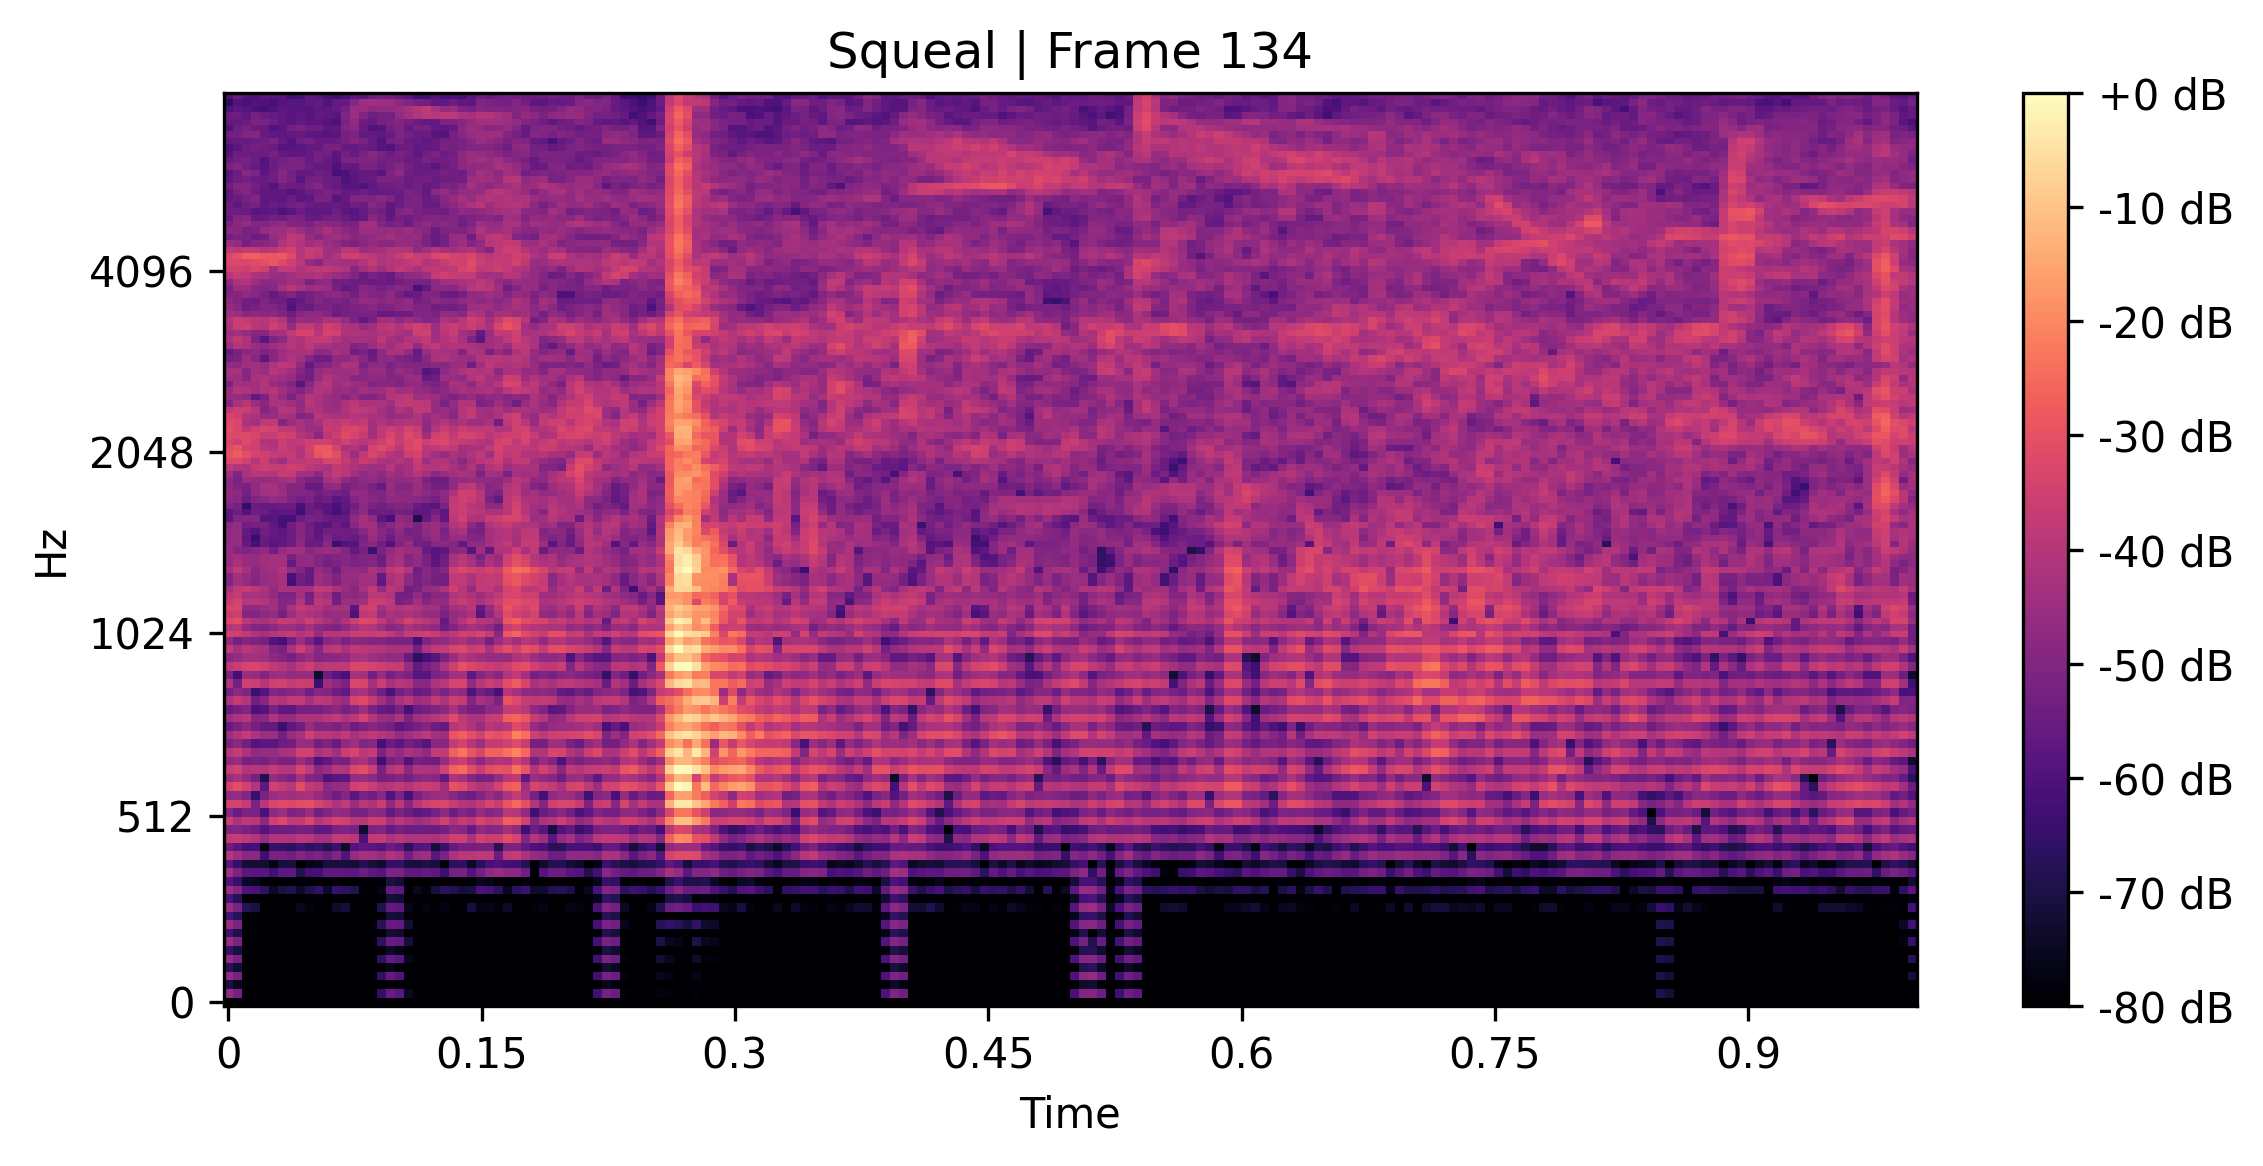 Squeal | Frame 134
Hz
4096
2048
1024
512
0
0 0.15 0.3 0.45 0.6 0.75 0.9
Time
+0 dB
-10 dB
-20 dB
-30 dB
-40 dB
-50 dB
-60 dB
-70 dB
-80 dB